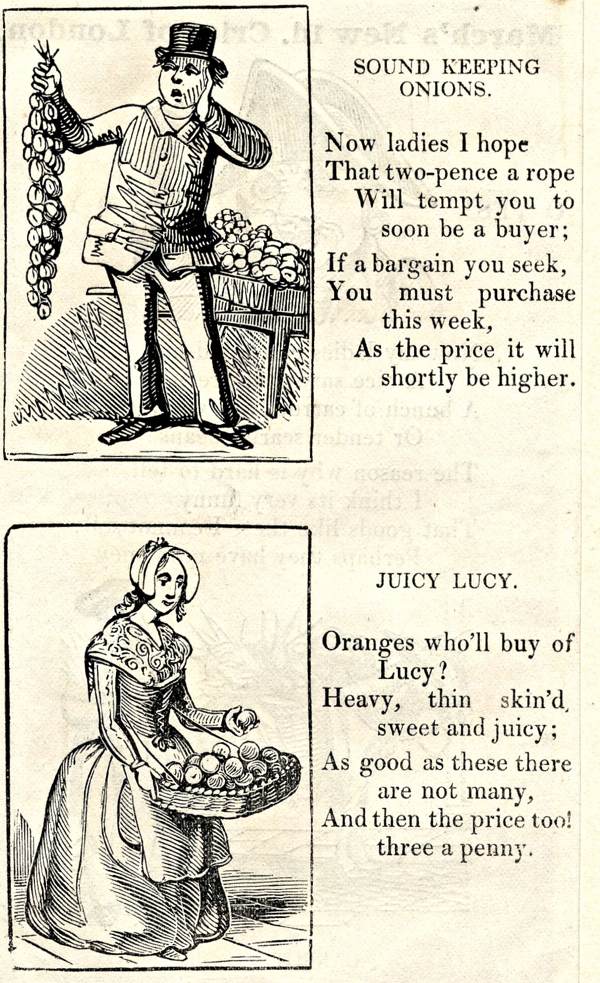 SOUND KEEPING
ONIONS.
Now ladies I hope
That two-pence a rope
Will tempt you to
soon be a buyer;
If a bargain you seek,
You must purchase
this week,
As the price it will
shortly be higher.
JUICY LUCY.
Oranges who'll buy of
Lucy?
Heavy, thin skin'd,
sweet and juicy;
As good as these there
are not many,
And then the price too!
three a penny.